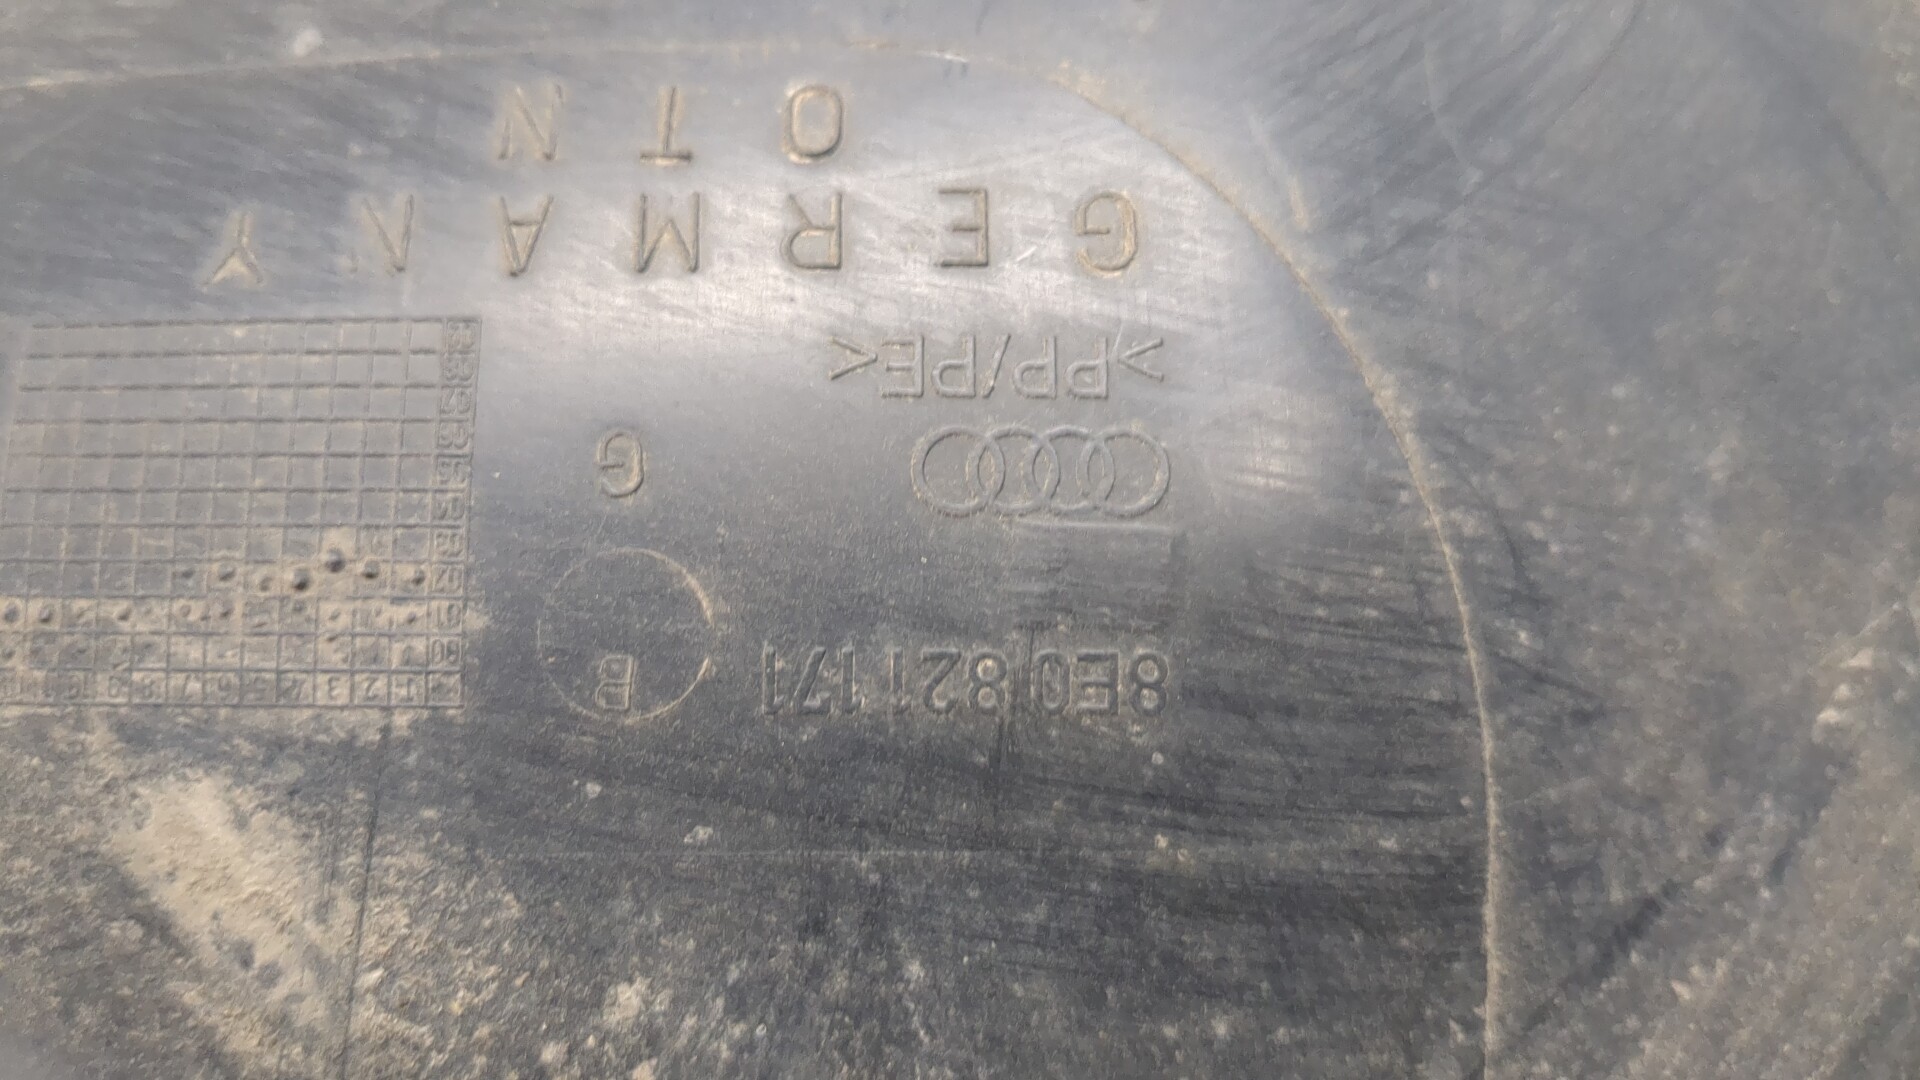 8E0 821 171 B
G
>PP/PE<
GERMANY
OTN